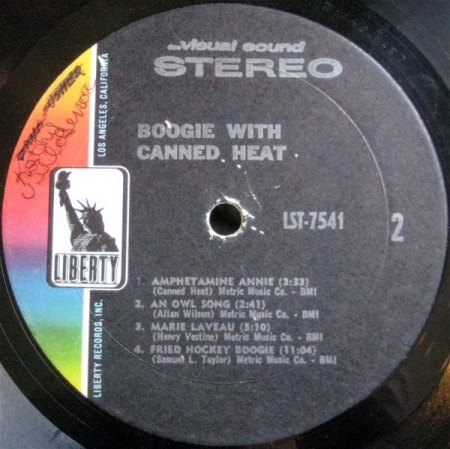 ...visual sound
STEREO
BOOGIE WITH
CANNED HEAT
LOS ANGELES, CALIFORNIA
LIBERTY
LIBERTY RECORDS, INC.
LST-7541
2
1. AMPHETAMINE ANNIE (3:33)
(Canned Heat) Metric Music Co. - BMI
2. AN OWL SONG (2:41)
(Allan Wilson) Metric Music Co. - BMI
3. MARIE LAVEAU (5:10)
(Henry Vestine) Metric Music Co. - BMI
4. FRIED HOCKEY BOOGIE (11:04)
(Samuel L. Taylor) Metric Music Co. - BMI